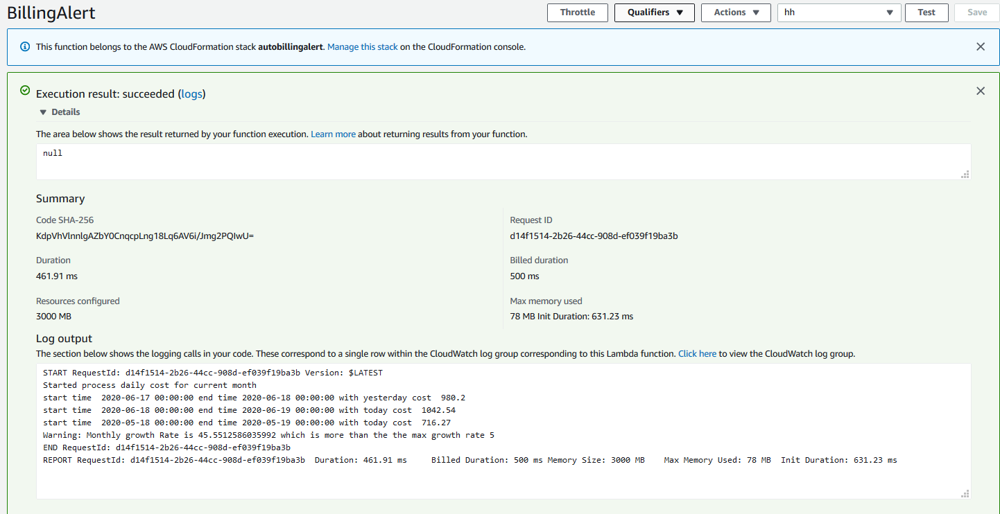 BillingAlert
Throttle
Qualifiers
Actions
hh
Test
Save
This function belongs to the AWS CloudFormation stack autobillingalert. Manage this stack on the CloudFormation console.
Execution result: succeeded (logs)
Details
The area below shows the result returned by your function execution. Learn more about returning results from your function.
null
Summary
Code SHA-256
KdpVhVlnnlgAZbY0CnqcpLng18Lq6AV6i/Jmg2PQIwU=
Request ID
d14f1514-2b26-44cc-908d-ef039f19ba3b
Duration
461.91 ms
Billed duration
500 ms
Resources configured
3000 MB
Max memory used
78 MB Init Duration: 631.23 ms
Log output
The section below shows the logging calls in your code. These correspond to a single row within the CloudWatch log group corresponding to this Lambda function. Click here to view the CloudWatch log group.
START RequestId: d14f1514-2b26-44cc-908d-ef039f19ba3b Version: $LATEST
Started process daily cost for current month
start time  2020-06-17 00:00:00 end time 2020-06-18 00:00:00 with yesterday cost  980.2
start time  2020-06-18 00:00:00 end time 2020-06-19 00:00:00 with today cost  1042.54
start time  2020-05-18 00:00:00 end time 2020-05-19 00:00:00 with today cost  716.27
Warning: Monthly growth Rate is 45.5512586035992 which is more than the the max growth rate 5
END RequestId: d14f1514-2b26-44cc-908d-ef039f19ba3b
REPORT RequestId: d14f1514-2b26-44cc-908d-ef039f19ba3b  Duration: 461.91 ms     Billed Duration: 500 ms Memory Size: 3000 MB    Max Memory Used: 78 MB  Init Duration: 631.23 ms